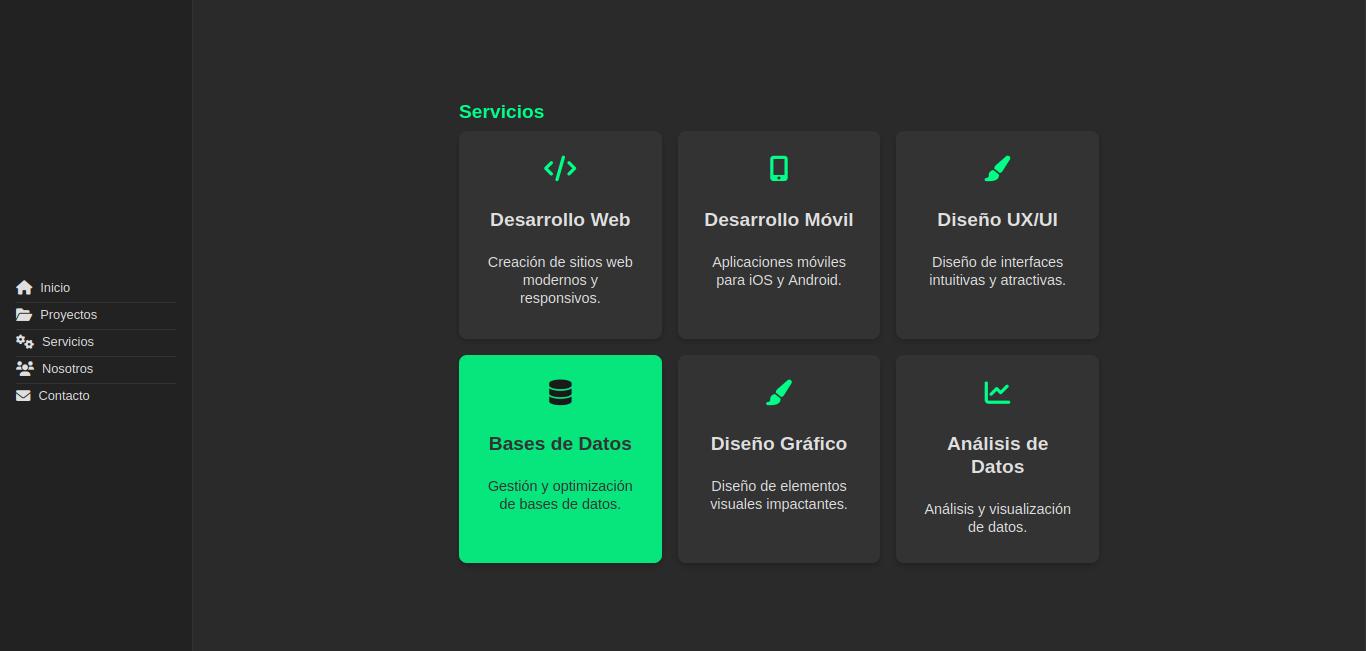 Inicio
Proyectos
Servicios
Nosotros
Contacto
Servicios
Desarrollo Web
Creación de sitios web
modernos y
responsivos.
Desarrollo Móvil
Aplicaciones móviles
para iOS y Android.
Diseño UX/UI
Diseño de interfaces
intuitivas y atractivas.
Bases de Datos
Gestión y optimización
de bases de datos.
Diseño Gráfico
Diseño de elementos
visuales impactantes.
Análisis de
Datos
Análisis y visualización
de datos.